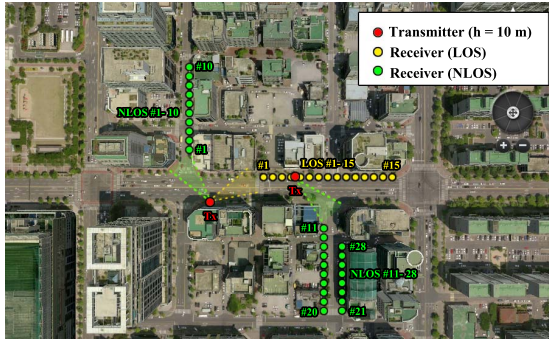 Transmitter (h = 10 m)
Receiver (LOS)
Receiver (NLOS)
#10
NLOS #1- 10
#1
#1
LOS #1- 15
#15
Tx
Tx
#11
#28
NLOS #11- 28
#20
#21